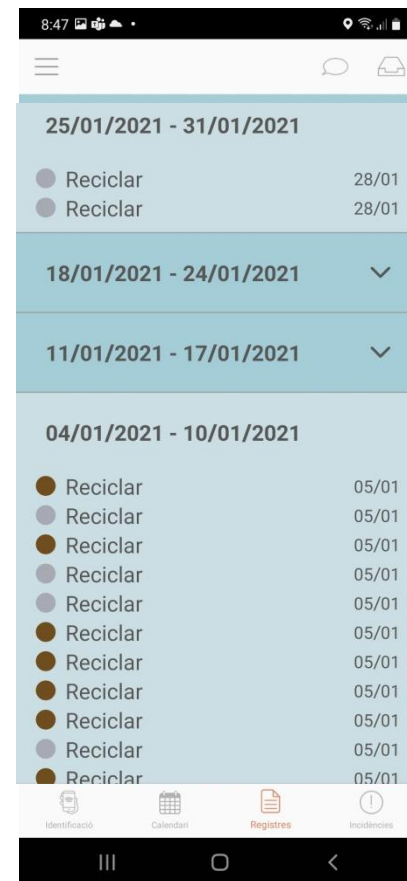 8:47
25/01/2021 - 31/01/2021
Reciclar 28/01
Reciclar 28/01
18/01/2021 - 24/01/2021
11/01/2021 - 17/01/2021
04/01/2021 - 10/01/2021
Reciclar 05/01
Reciclar 05/01
Reciclar 05/01
Reciclar 05/01
Reciclar 05/01
Reciclar 05/01
Reciclar 05/01
Reciclar 05/01
Reciclar 05/01
Reciclar 05/01
Reciclar 05/01
Identificació Calendari Registres Incidències